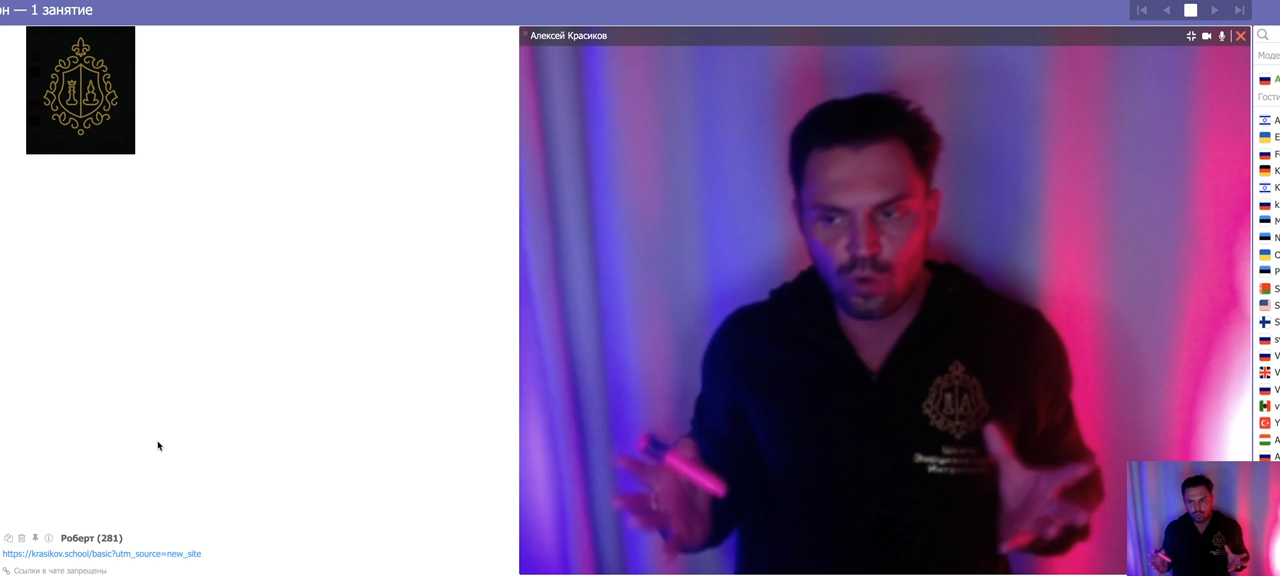 он — 1 занятие
Алексей Красиков
Моде
A
Гости
A
E
F
K
K
k
M
N
O
P
S
S
S
s
V
V
V
v
Y
A
A
Роберт (281)
https://krasikov.school/basic?utm_source=new_site
Ссылки в чате запрещены